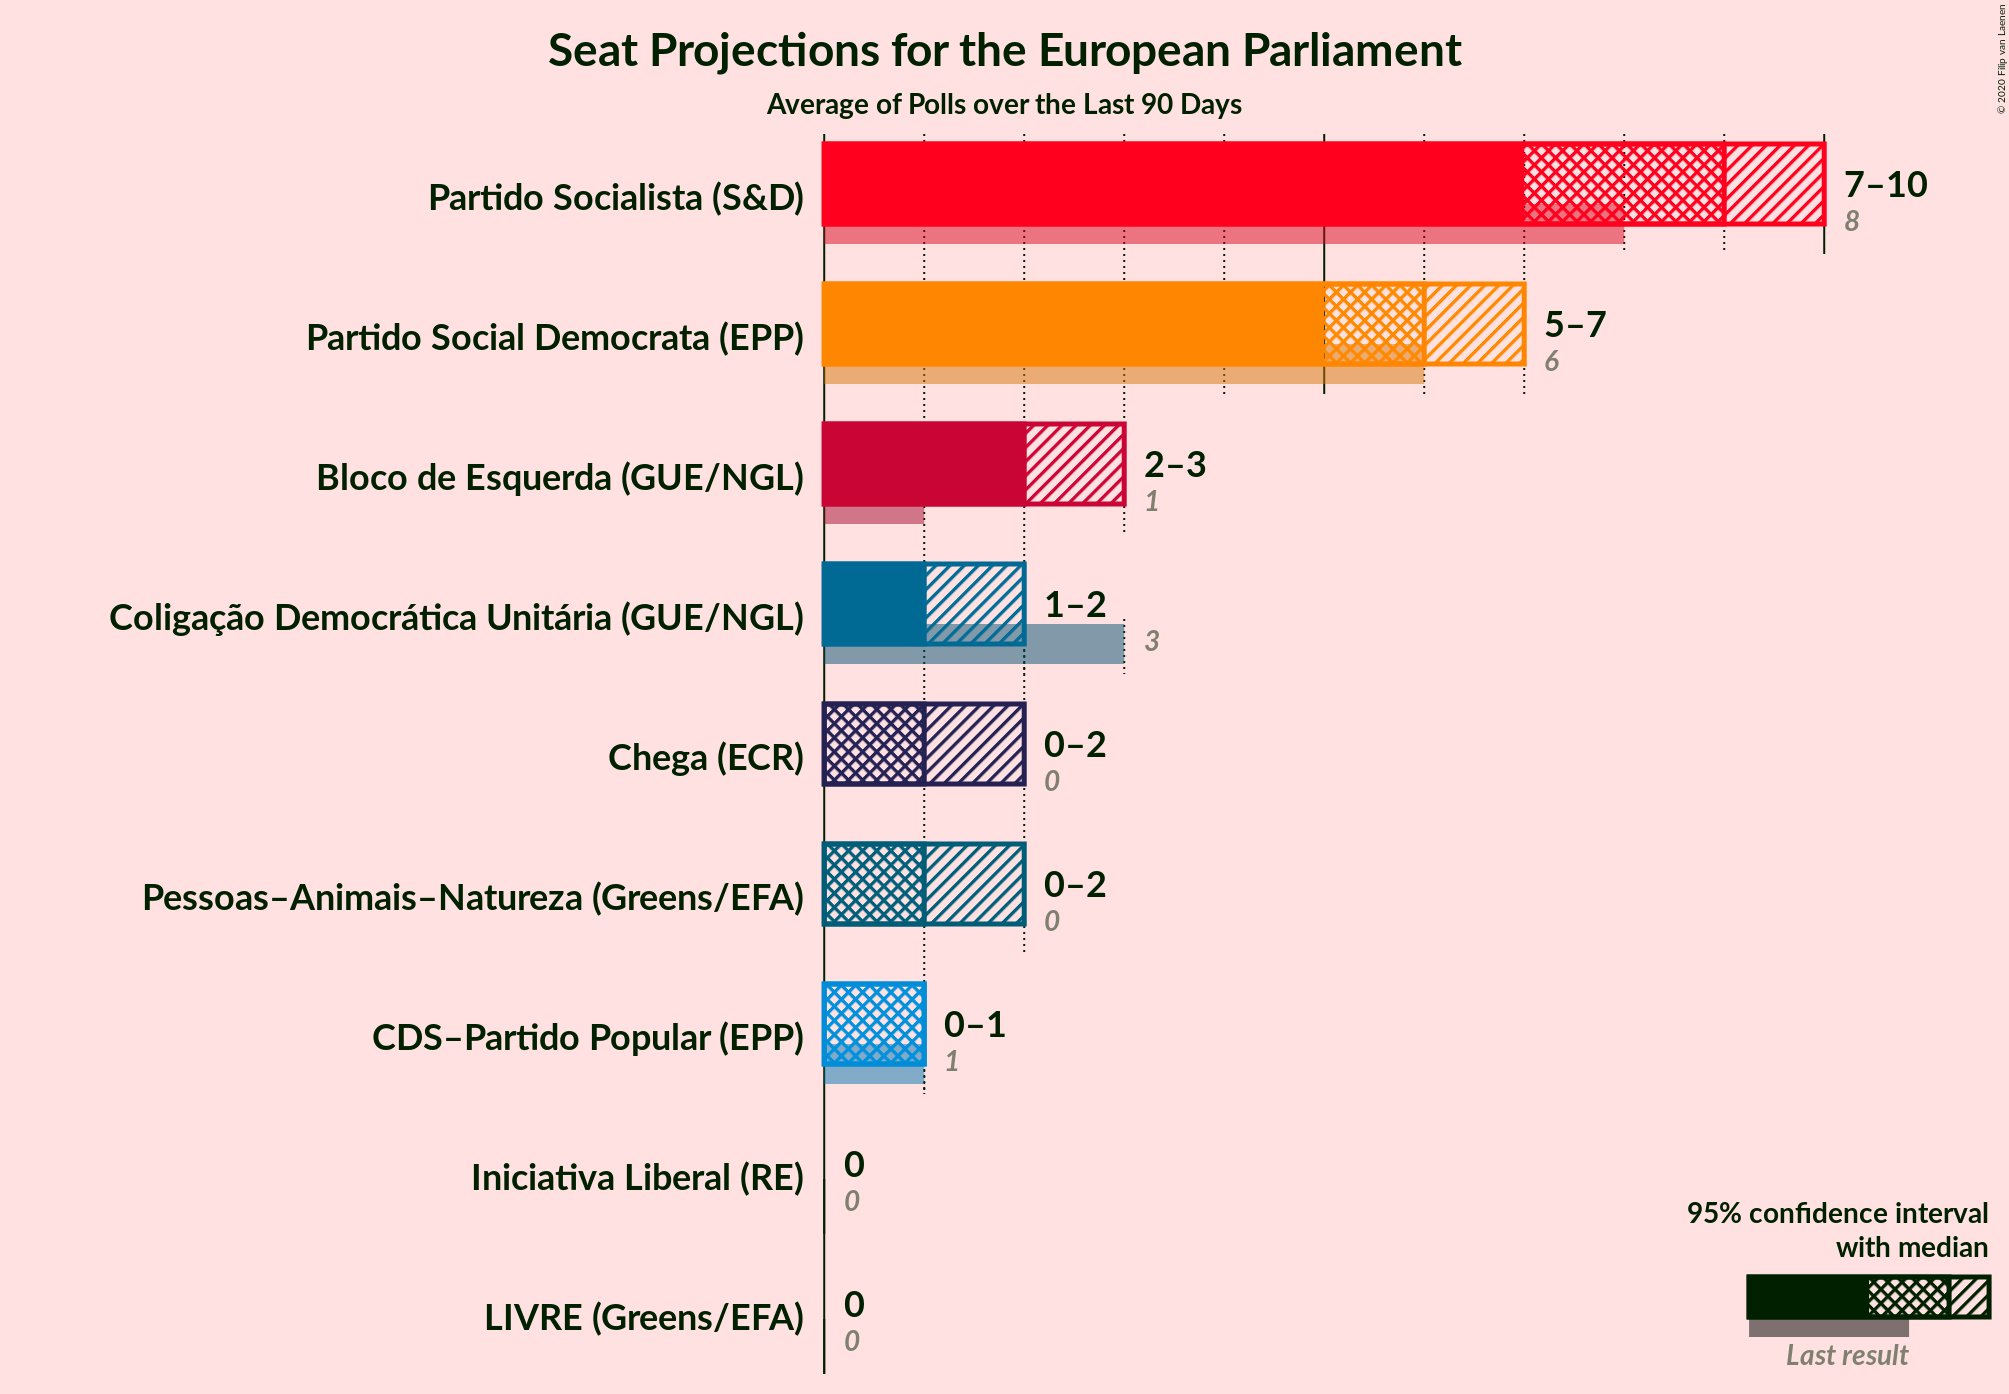 Seat Projections for the European Parliament
Average of Polls over the Last 90 Days
© 2020 Filip van Laenen
Partido Socialista (S&D)
7–10
8
Partido Social Democrata (EPP)
5–7
6
Bloco de Esquerda (GUE/NGL)
2–3
1
Coligação Democrática Unitária (GUE/NGL)
1–2
3
Chega (ECR)
0–2
0
Pessoas–Animais–Natureza (Greens/EFA)
0–2
0
CDS–Partido Popular (EPP)
0–1
1
Iniciativa Liberal (RE)
0
0
LIVRE (Greens/EFA)
0
0
95% confidence interval
with median
Last result